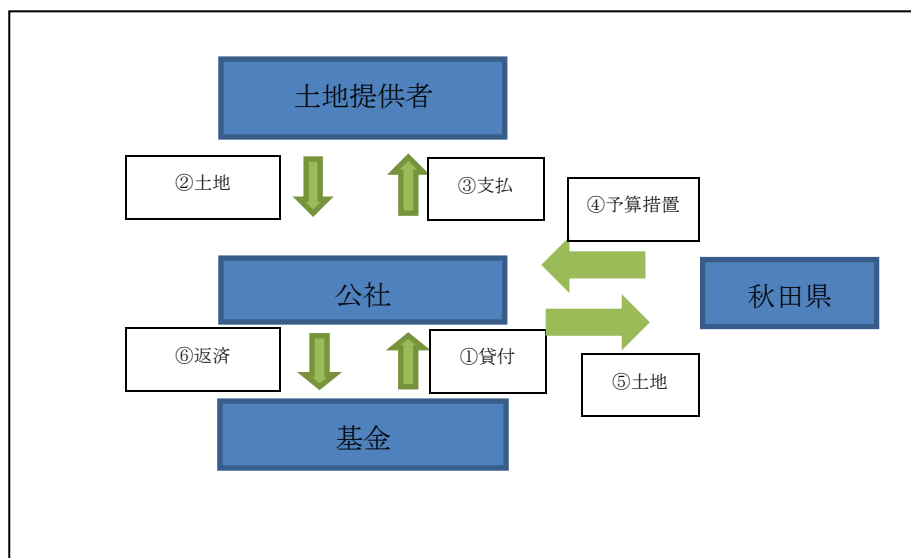 土地提供者
②土地
③支払
④予算措置
公社
秋田県
⑥返済
①貸付
⑤土地
基金